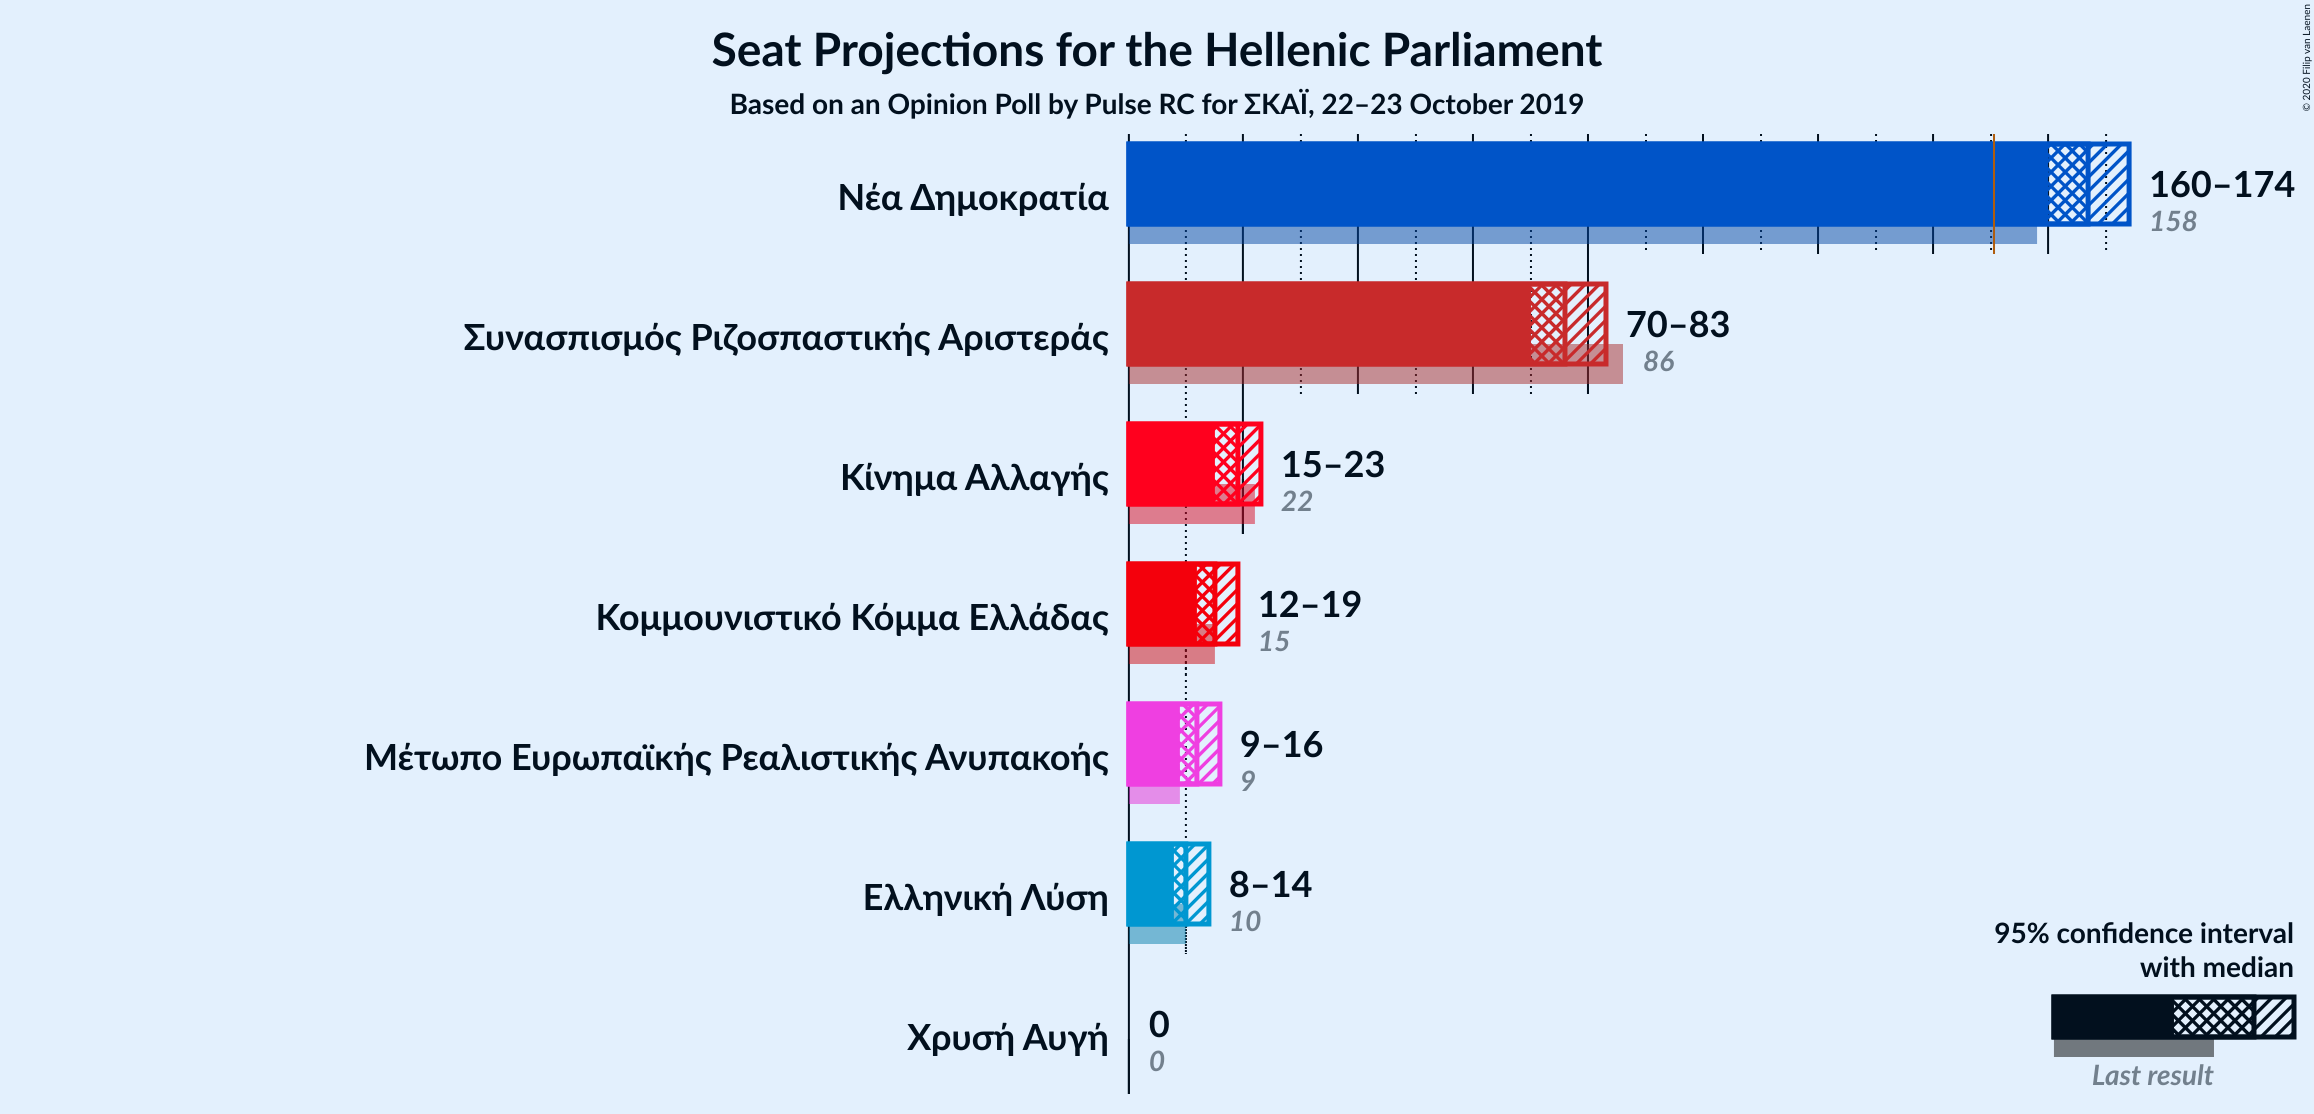 Seat Projections for the Hellenic Parliament
Based on an Opinion Poll by Pulse RC for ΣΚΑΪ, 22–23 October 2019
© 2020 Filip van Laenen
Νέα Δημοκρατία
160–174
158
Συνασπισμός Ριζοσπαστικής Αριστεράς
70–83
86
Κίνημα Αλλαγής
15–23
22
Κομμουνιστικό Κόμμα Ελλάδας
12–19
15
Μέτωπο Ευρωπαϊκής Ρεαλιστικής Ανυπακοής
9–16
9
Ελληνική Λύση
8–14
10
Χρυσή Αυγή
0
0
95% confidence interval
with median
Last result